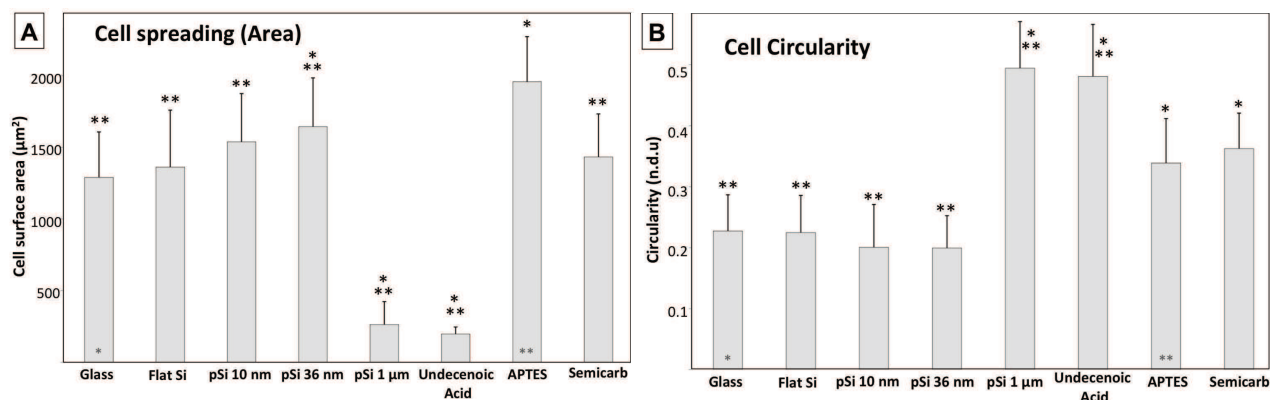 A
Cell spreading (Area)
Cell surface area (µm²)
2000
1500
1000
500
**
**
**
*
**
*
**
*
**
*
**
*
**
Glass
Flat Si
pSi 10 nm
pSi 36 nm
pSi 1 µm
Undecenoic
Acid
APTES
Semicarb
B
Cell Circularity
Circularity (n.d.u)
0.5
0.4
0.3
0.2
0.1
**
**
**
**
*
**
*
**
*
*
*
**
Glass
Flat Si
pSi 10 nm
pSi 36 nm
pSi 1 µm
Undecenoic
Acid
APTES
Semicarb